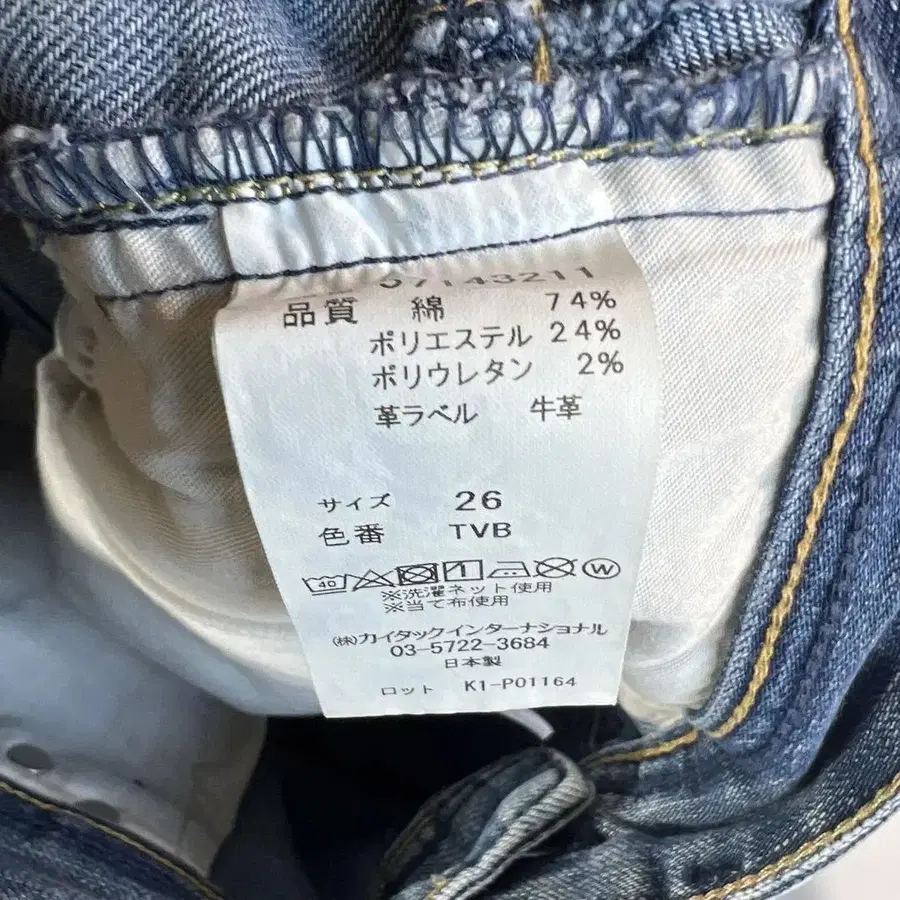 57143211
品質 綿 74%
ポリエステル 24%
ポリウレタン 2%
革ラベル 牛革
サイズ 26
色番 TVB
40 1 W
※洗濯ネット使用
※当て布使用
㈱カイタックインターナショナル
03-5722-3684
日本製
ロット K1-P01164